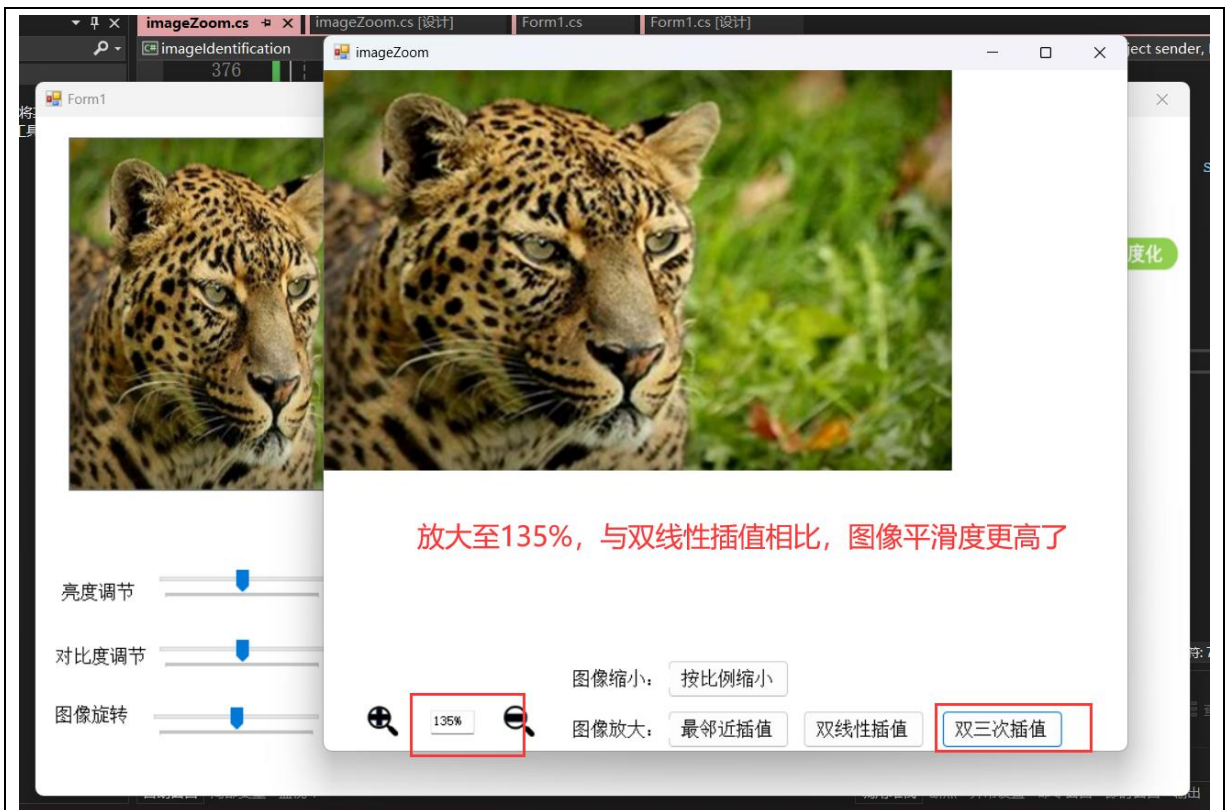 imageZoom.cs
imageZoom.cs [设计]
Form1.cs
Form1.cs [设计]
imageIdentification
imageZoom
ject sender,
376
Form1
度化
放大至135%，与双线性插值相比，图像平滑度更高了
亮度调节
对比度调节
图像缩小：
按比例缩小
图像旋转
135%
图像放大：
最邻近插值
双线性插值
双三次插值